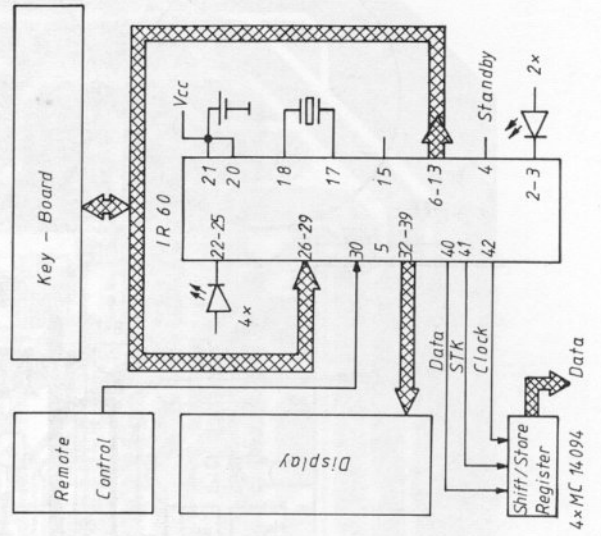 Key - Board
Remote
Control
Display
IR 60
Vcc
21
20
18
17
15
6-13
4
Standby
2-3
2x
22-25
4x
26-29
30
5
32-39
40
41
42
Data
STK
Clock
Shift/Store
Register
4x MC 14094
Data